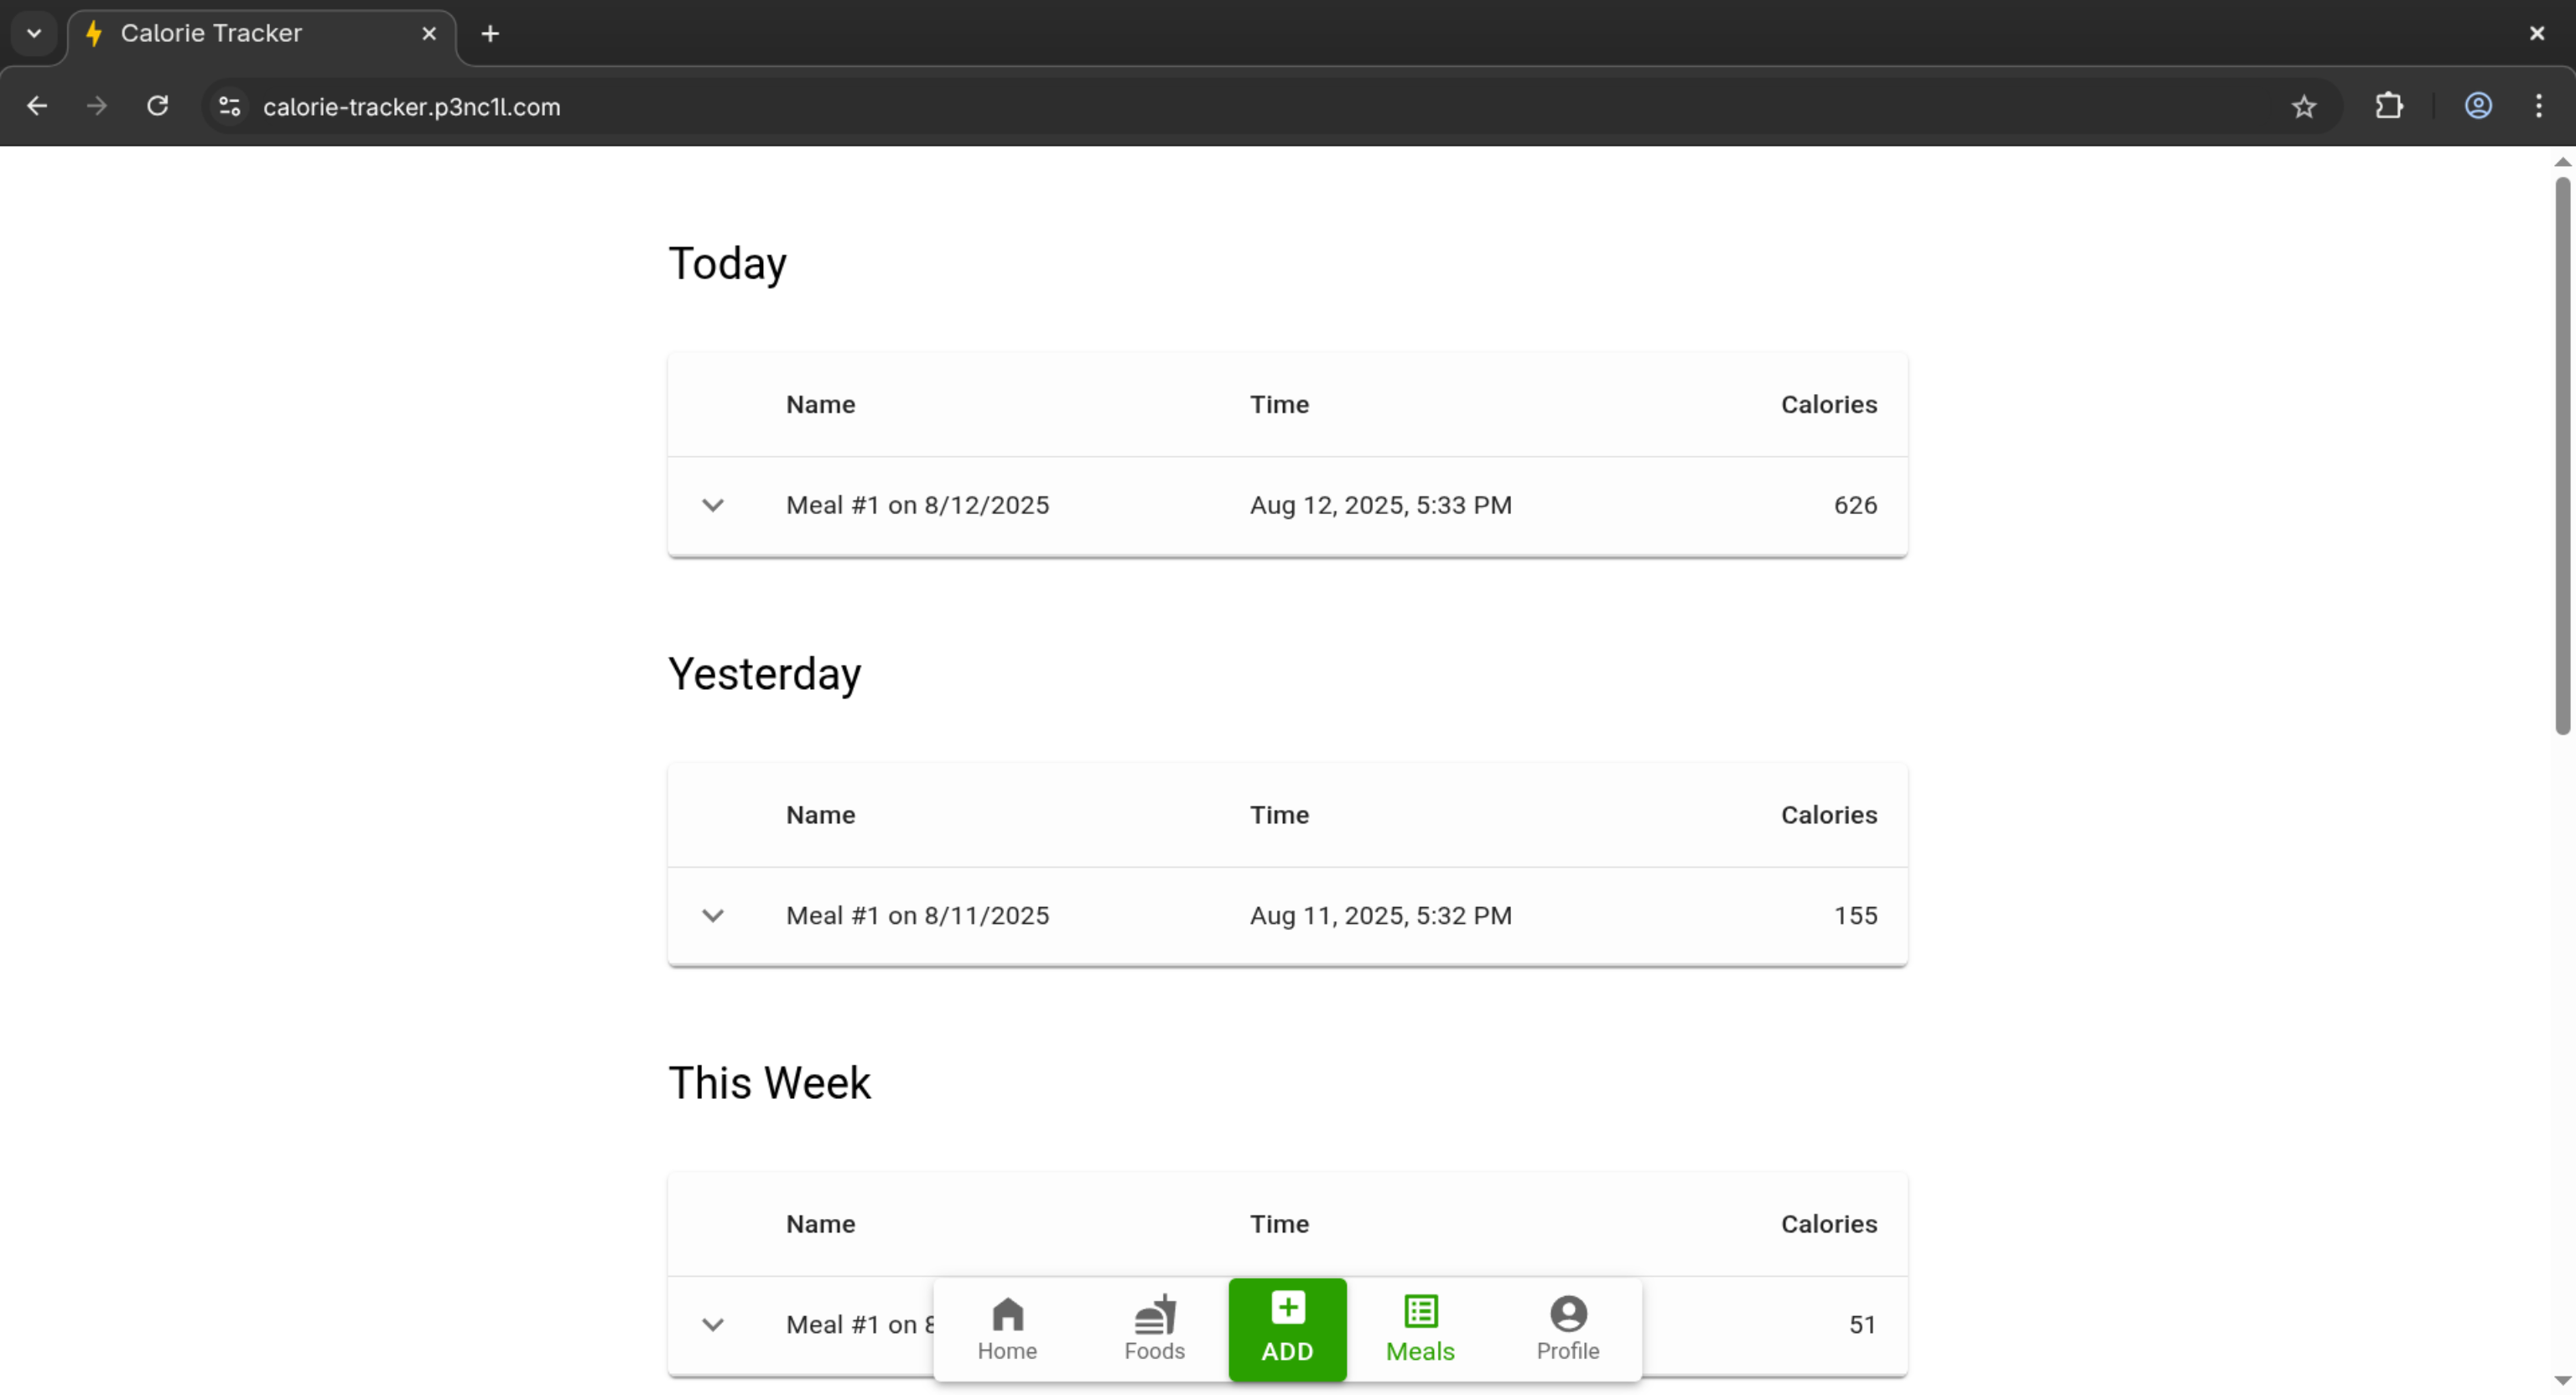 Calorie Tracker
calorie-tracker.p3nc1l.com
Today
Name Time Calories
Meal #1 on 8/12/2025 Aug 12, 2025, 5:33 PM 626
Yesterday
Name Time Calories
Meal #1 on 8/11/2025 Aug 11, 2025, 5:32 PM 155
This Week
Name Time Calories
Meal #1 on 51
Home Foods ADD Meals Profile